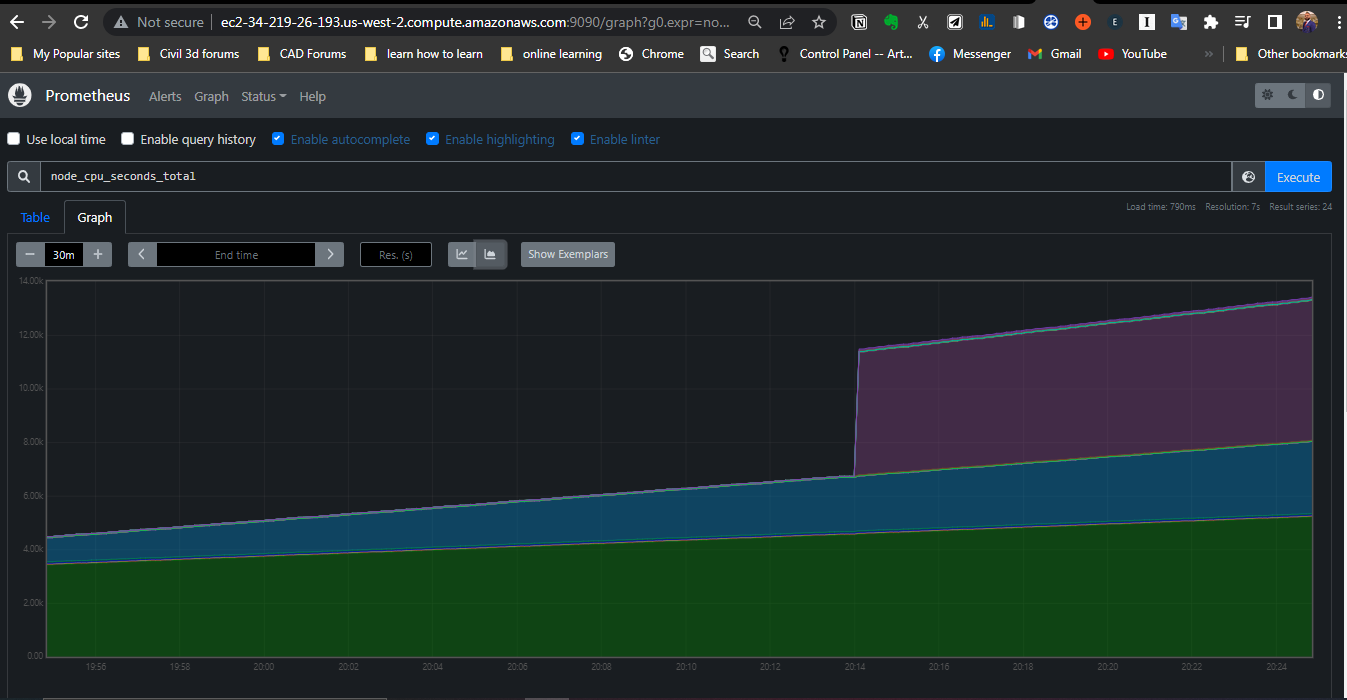 Not secure ec2-34-219-26-193.us-west-2.compute.amazonaws.com:9090/graph?g0.expr=no...
My Popular sites Civil 3d forums CAD Forums learn how to learn online learning Chrome Search Control Panel -- Art... Messenger Gmail YouTube » Other bookmarks
Prometheus Alerts Graph Status Help
Use local time Enable query history Enable autocomplete Enable highlighting Enable linter
node_cpu_seconds_total Execute
Table Graph Load time: 790ms Resolution: 7s Result series: 24
− 30m + End time Res. (s) Show Exemplars
14.00k
12.00k
10.00k
8.00k
6.00k
4.00k
2.00k
0.00
19:56 19:58 20:00 20:02 20:04 20:06 20:08 20:10 20:12 20:14 20:16 20:18 20:20 20:22 20:24